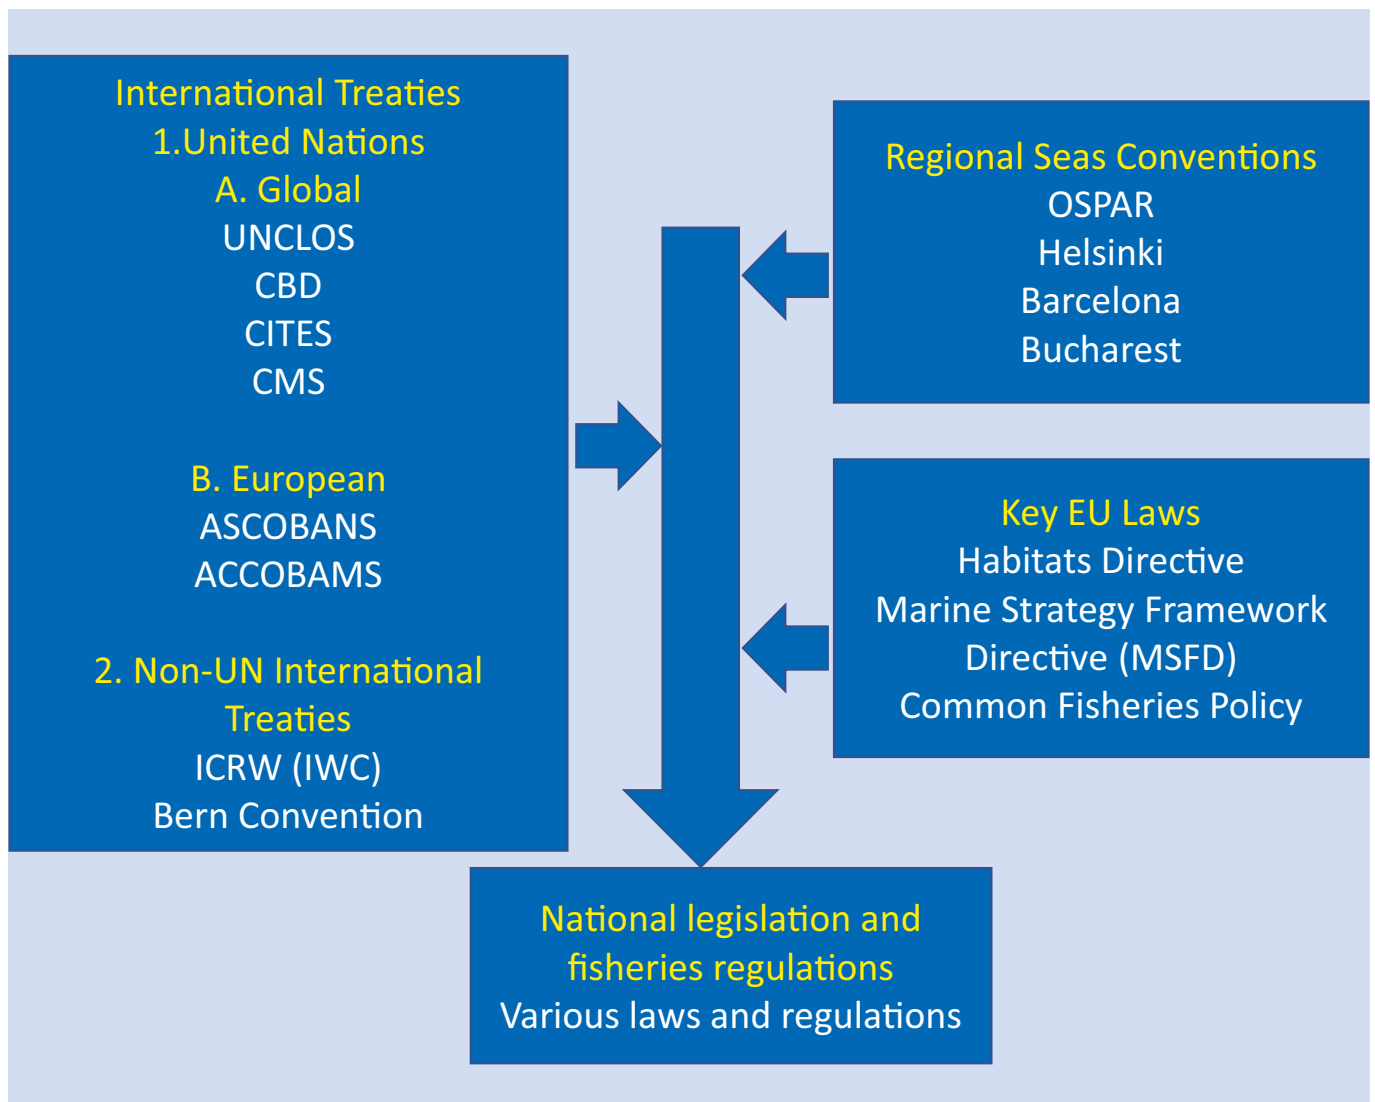 International Treaties
1.United Nations
A. Global
UNCLOS
CBD
CITES
CMS
B. European
ASCOBANS
ACCOBAMS
2. Non-UN International
Treaties
ICRW (IWC)
Bern Convention
Regional Seas Conventions
OSPAR
Helsinki
Barcelona
Bucharest
Key EU Laws
Habitats Directive
Marine Strategy Framework
Directive (MSFD)
Common Fisheries Policy
National legislation and
fisheries regulations
Various laws and regulations